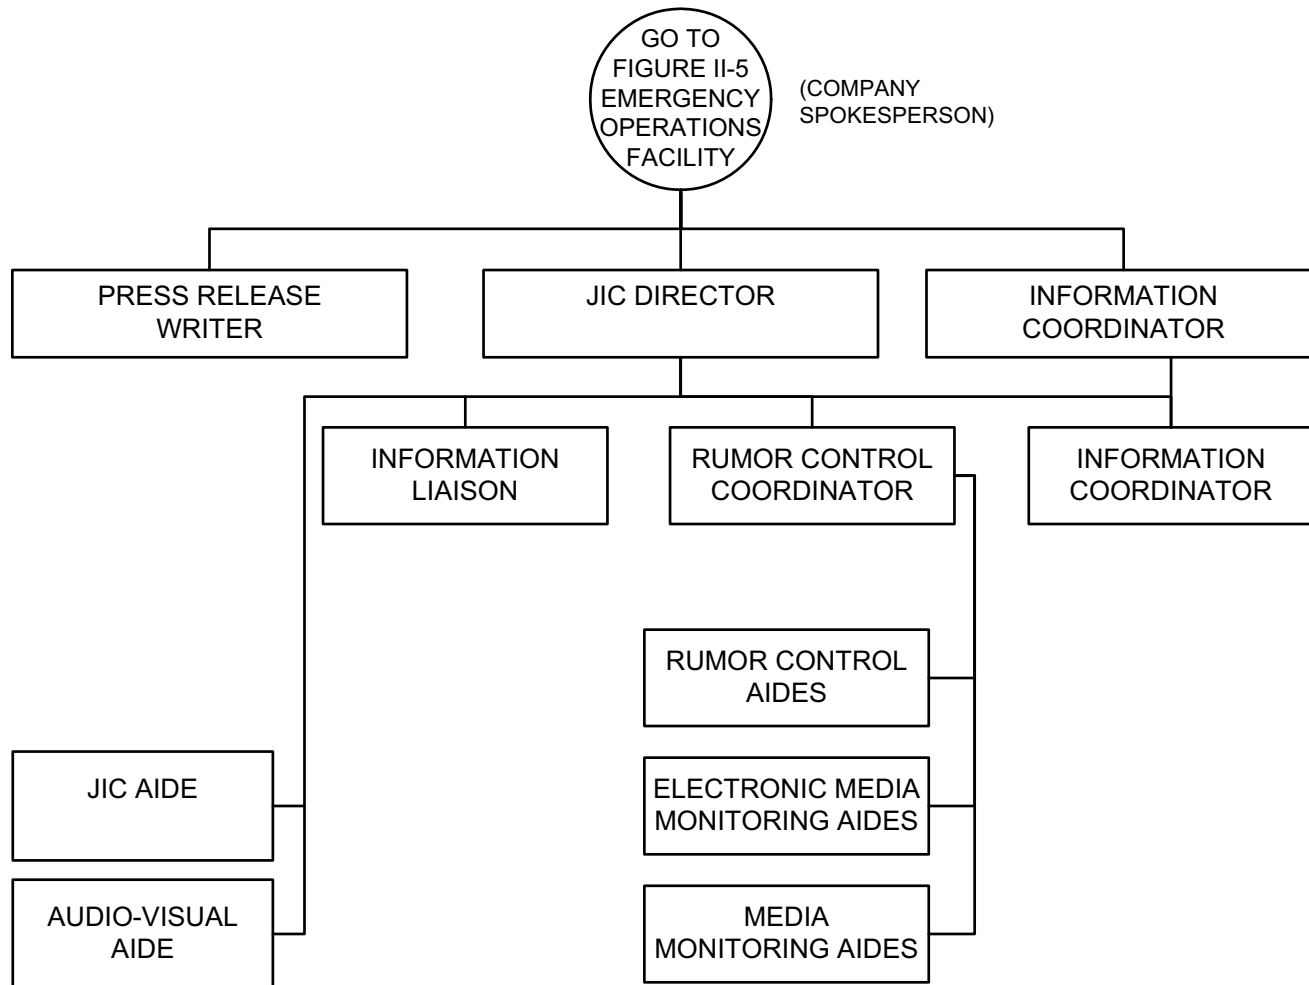 GO TO
FIGURE II-5
EMERGENCY
OPERATIONS
FACILITY
(COMPANY
SPOKESPERSON)
PRESS RELEASE
WRITER
JIC DIRECTOR
INFORMATION
COORDINATOR
INFORMATION
LIAISON
RUMOR CONTROL
COORDINATOR
INFORMATION
COORDINATOR
RUMOR CONTROL
AIDES
JIC AIDE
ELECTRONIC MEDIA
MONITORING AIDES
AUDIO-VISUAL
AIDE
MEDIA
MONITORING AIDES